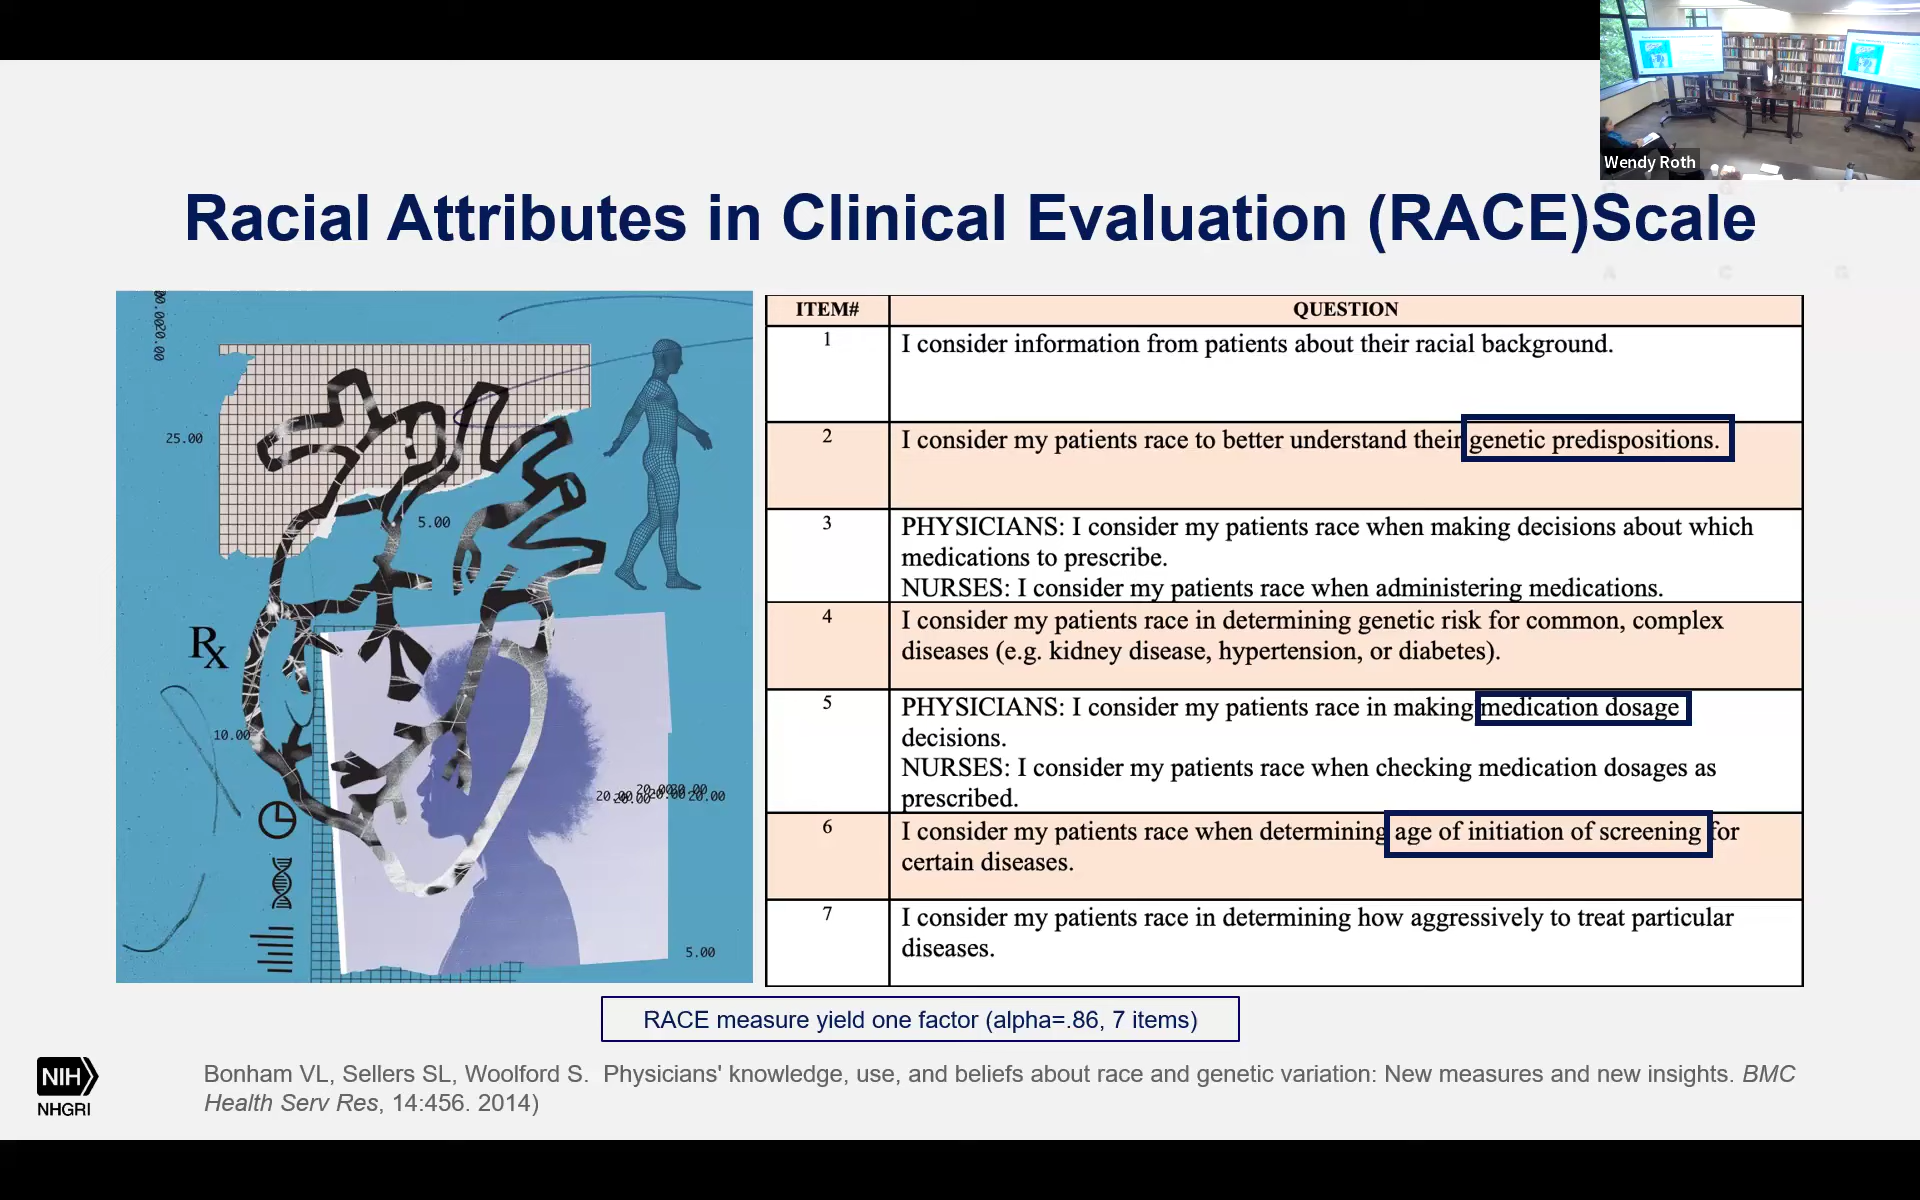 Wendy Roth
Racial Attributes in Clinical Evaluation (RACE)Scale
A C G
00.0020.00
25.00
5.00
Rx
10.00
20.00 20.00 20.00 20.00
5.00
ITEM# QUESTION
1 I consider information from patients about their racial background.
2 I consider my patients race to better understand their genetic predispositions.
3 PHYSICIANS: I consider my patients race when making decisions about which
medications to prescribe.
NURSES: I consider my patients race when administering medications.
4 I consider my patients race in determining genetic risk for common, complex
diseases (e.g. kidney disease, hypertension, or diabetes).
5 PHYSICIANS: I consider my patients race in making medication dosage
decisions.
NURSES: I consider my patients race when checking medication dosages as
prescribed.
6 I consider my patients race when determining age of initiation of screening for
certain diseases.
7 I consider my patients race in determining how aggressively to treat particular
diseases.
RACE measure yield one factor (alpha=.86, 7 items)
NIH
NHGRI
Bonham VL, Sellers SL, Woolford S. Physicians' knowledge, use, and beliefs about race and genetic variation: New measures and new insights. BMC
Health Serv Res, 14:456. 2014)